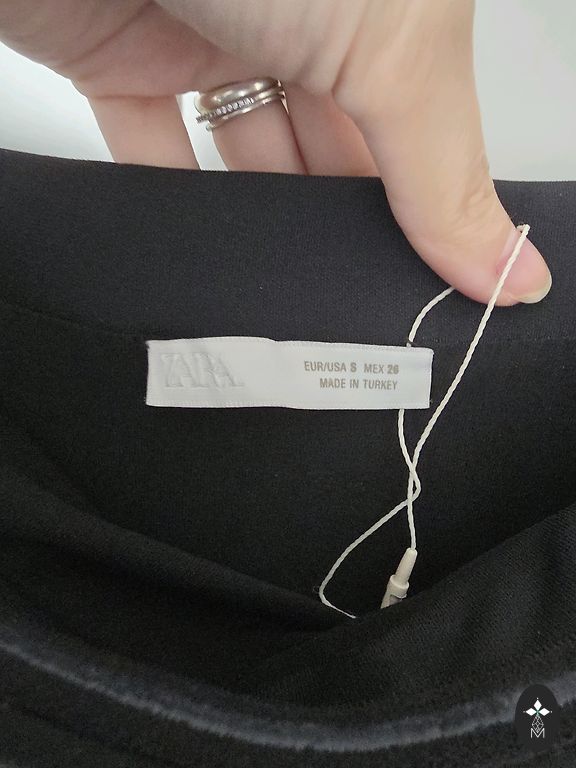 ZARA
EUR/USA S MEX 26
MADE IN TURKEY
M